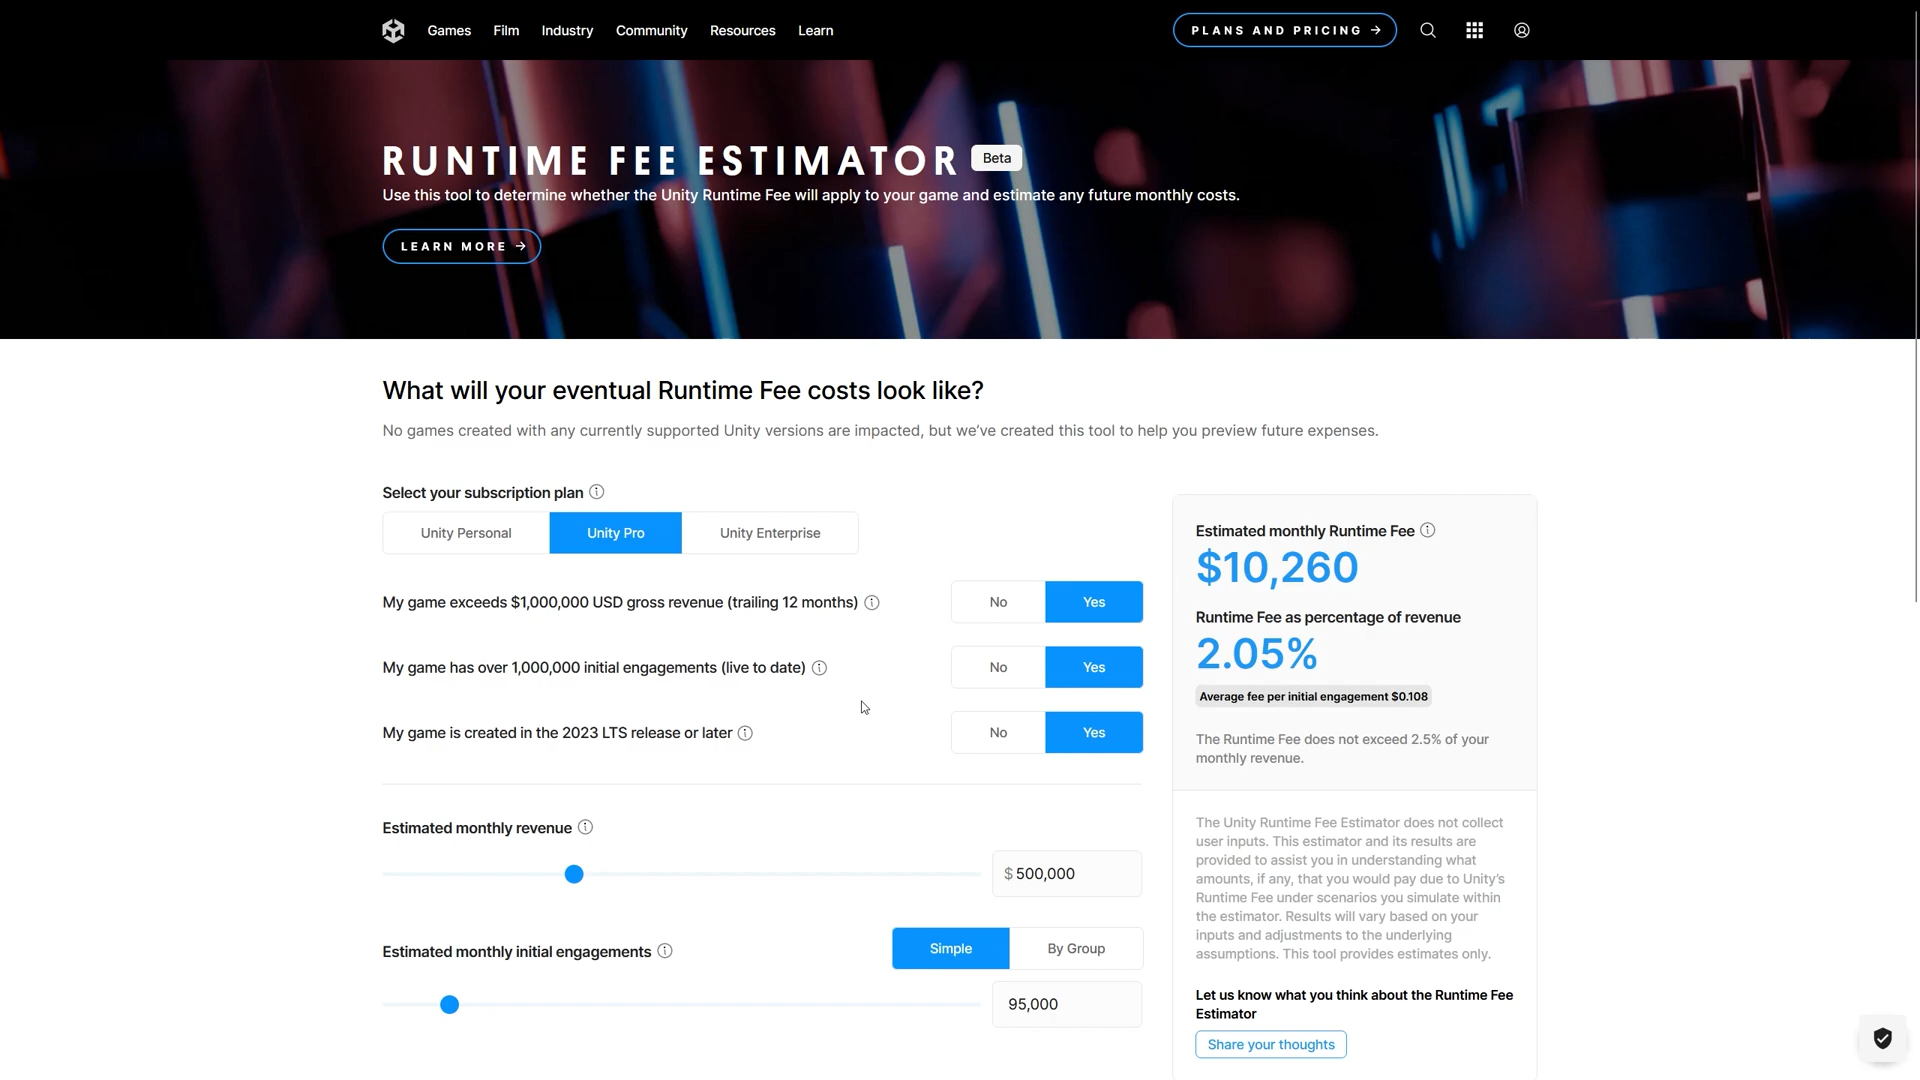 Games Film Industry Community Resources Learn
PLANS AND PRICING →
RUNTIME FEE ESTIMATOR Beta
Use this tool to determine whether the Unity Runtime Fee will apply to your game and estimate any future monthly costs.
LEARN MORE →
What will your eventual Runtime Fee costs look like?
No games created with any currently supported Unity versions are impacted, but we’ve created this tool to help you preview future expenses.
Select your subscription plan
Unity Personal Unity Pro Unity Enterprise
My game exceeds $1,000,000 USD gross revenue (trailing 12 months)
No Yes
My game has over 1,000,000 initial engagements (live to date)
No Yes
My game is created in the 2023 LTS release or later
No Yes
Estimated monthly revenue
$ 500,000
Estimated monthly initial engagements
Simple By Group
95,000
Estimated monthly Runtime Fee
$10,260
Runtime Fee as percentage of revenue
2.05%
Average fee per initial engagement $0.108
The Runtime Fee does not exceed 2.5% of your
monthly revenue.
The Unity Runtime Fee Estimator does not collect
user inputs. This estimator and its results are
provided to assist you in understanding what
amounts, if any, that you would pay due to Unity’s
Runtime Fee under scenarios you simulate within
the estimator. Results will vary based on your
inputs and adjustments to the underlying
assumptions. This tool provides estimates only.
Let us know what you think about the Runtime Fee
Estimator
Share your thoughts